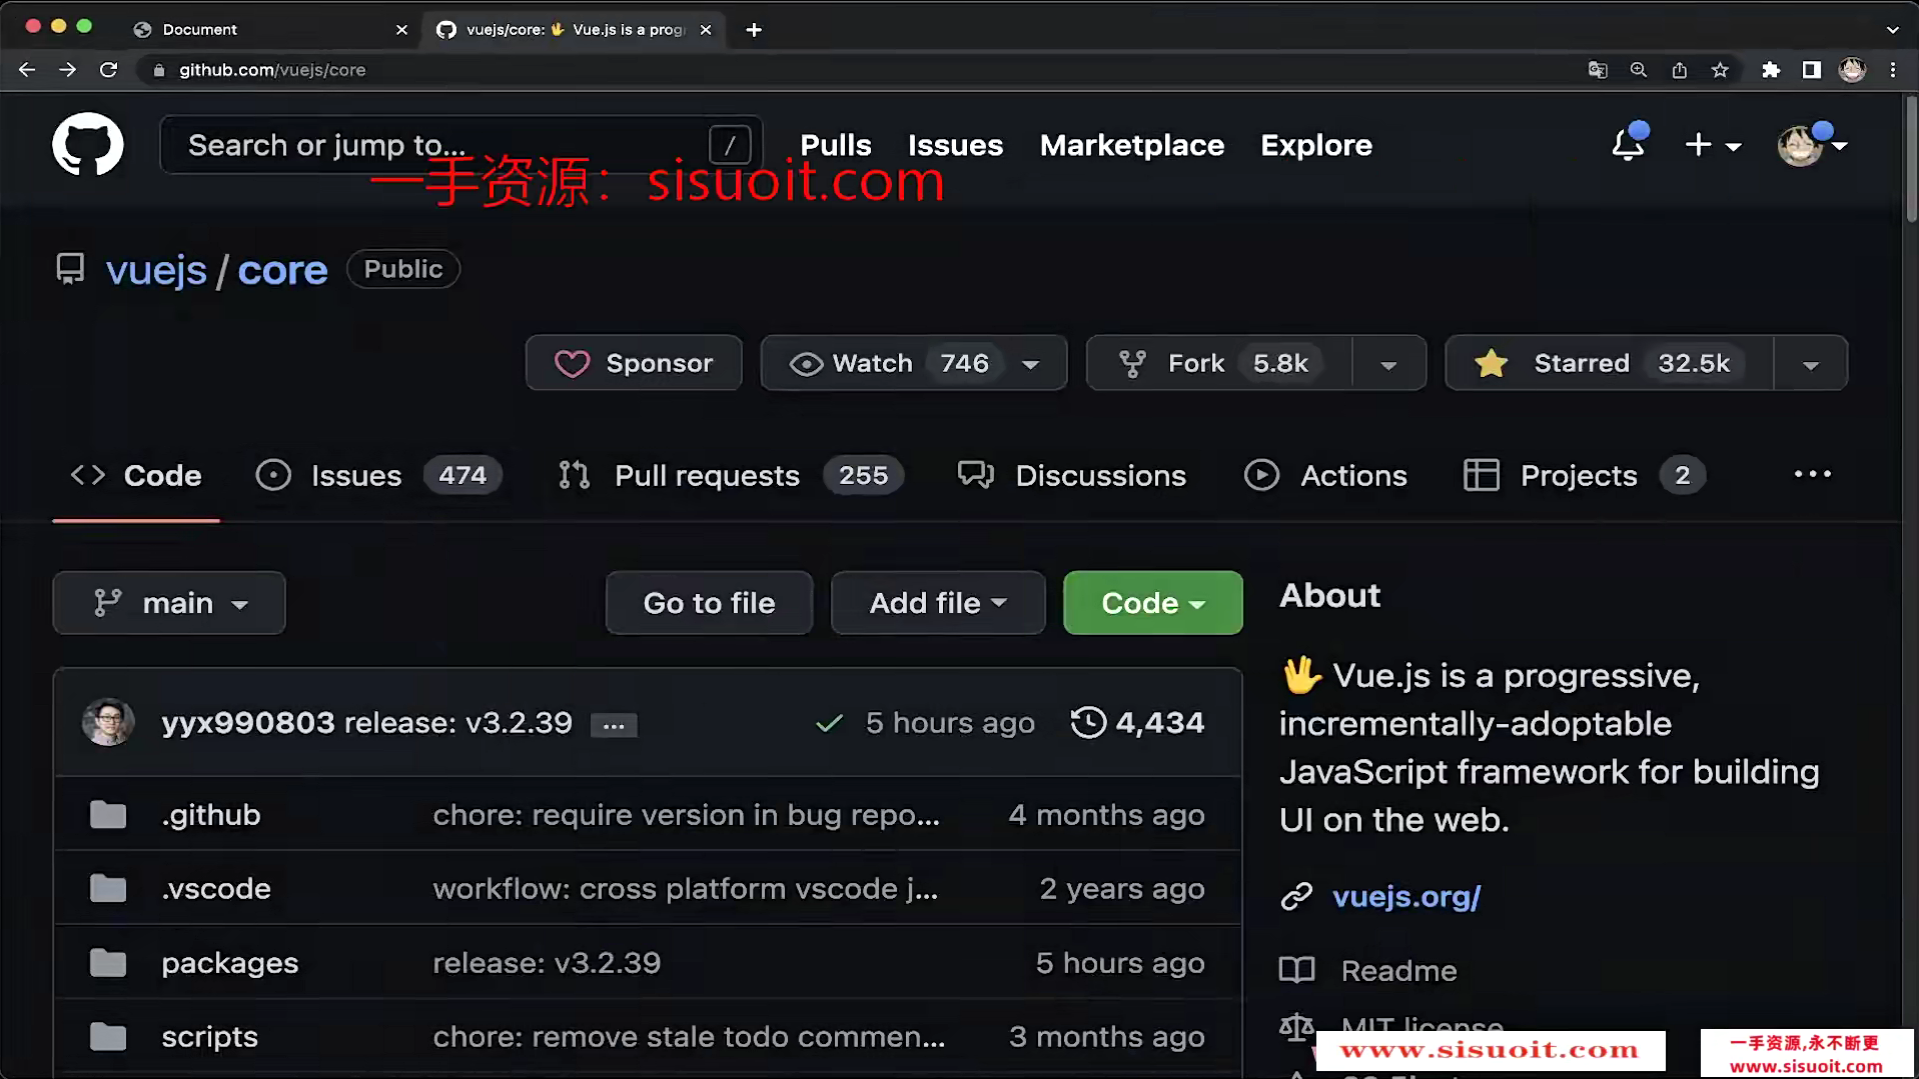 Document
vuejs/core: 🖖 Vue.js is a prog
github.com/vuejs/core
Search or jump to...
/
Pulls
Issues
Marketplace
Explore
一手资源：sisuoit.com
vuejs / core
Public
Sponsor
Watch 746
Fork 5.8k
Starred 32.5k
Code
Issues 474
Pull requests 255
Discussions
Actions
Projects 2
main
Go to file
Add file
Code
yyx990803 release: v3.2.39 ...
5 hours ago
4,434
.github
chore: require version in bug repo...
4 months ago
.vscode
workflow: cross platform vscode j...
2 years ago
packages
release: v3.2.39
5 hours ago
scripts
chore: remove stale todo commen...
3 months ago
About
🖖 Vue.js is a progressive,
incrementally-adoptable
JavaScript framework for building
UI on the web.
vuejs.org/
Readme
MIT license
www.sisuoit.com
一手资源,永不断更
www.sisuoit.com